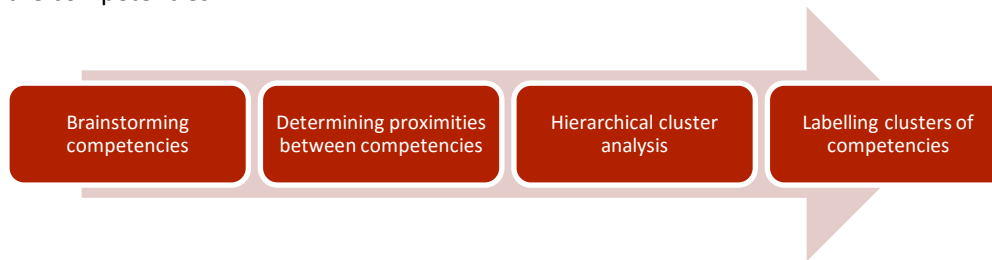 Brainstorming
competencies
Determining proximities
between competencies
Hierarchical cluster
analysis
Labelling clusters of
competencies